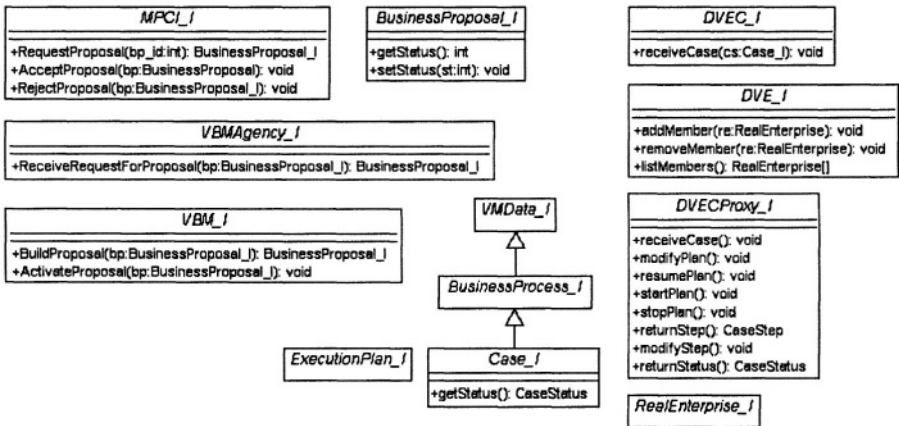 MPCI_I
+RequestProposal(bp_id:int): BusinessProposal_I
+AcceptProposal(bp:BusinessProposal): void
+RejectProposal(bp:BusinessProposal_I): void
BusinessProposal_I
+getStatus(): int
+setStatus(st:int): void
DVEC_I
+receiveCase(cs:Case_I): void
VBMAgency_I
+ReceiveRequestForProposal(bp:BusinessProposal_I): BusinessProposal_I
DVE_I
+addMember(re:RealEnterprise): void
+removeMember(re:RealEnterprise): void
+listMembers(): RealEnterprise[]
VBM_I
+BuildProposal(bp:BusinessProposal_I): BusinessProposal_I
+ActivateProposal(bp:BusinessProposal_I): void
VMData_I
BusinessProcess_I
ExecutionPlan_I
Case_I
+getStatus(): CaseStatus
DVECProxy_I
+receiveCase(): void
+modifyPlan(): void
+resumePlan(): void
+startPlan(): void
+stopPlan(): void
+returnStep(): CaseStep
+modifyStep(): void
+returnStatus(): CaseStatus
RealEnterprise_I